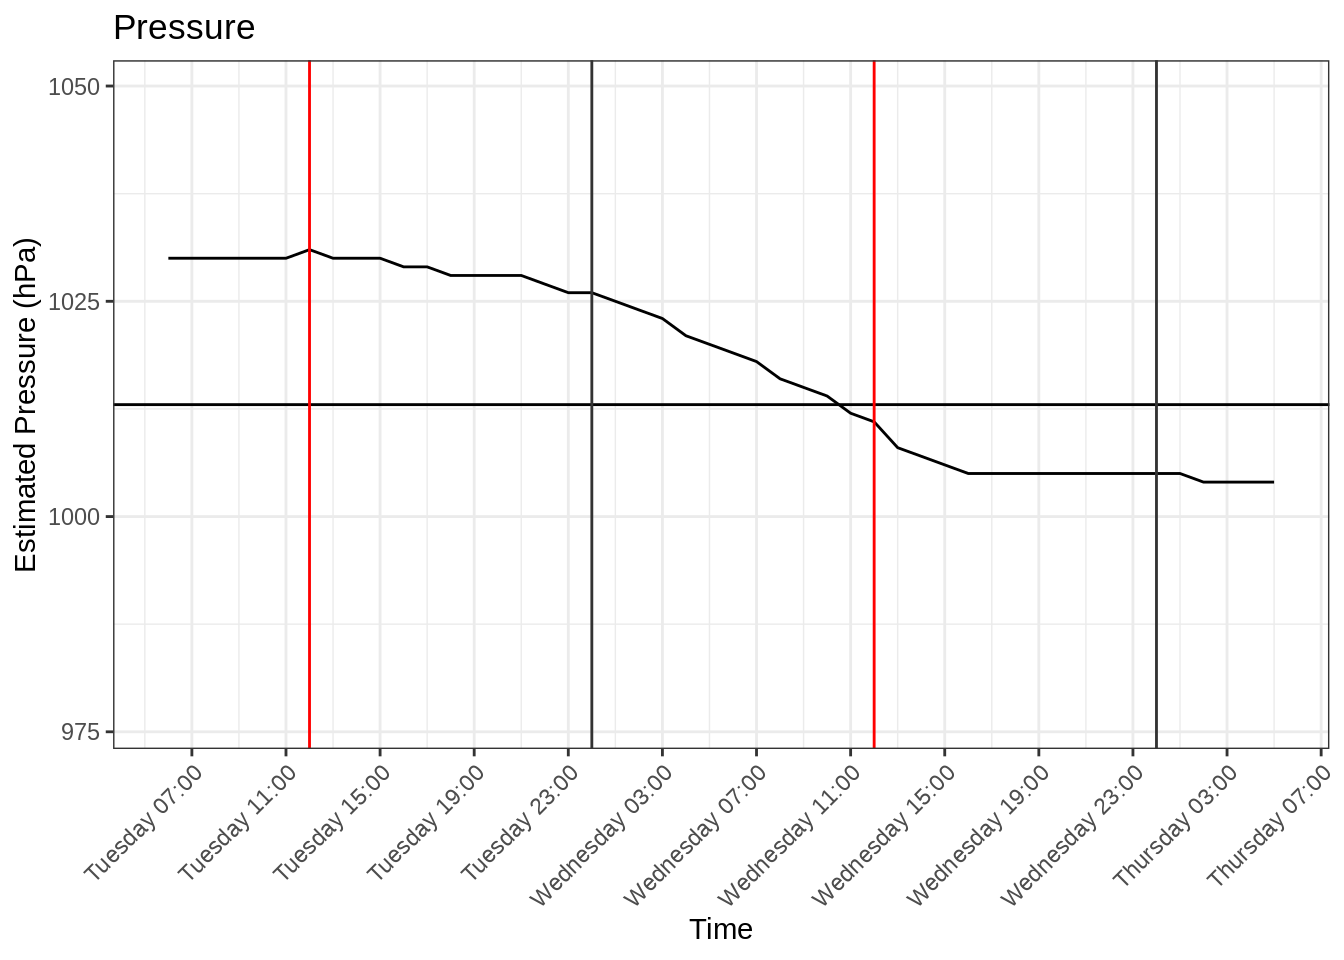 Pressure
Estimated Pressure (hPa)
1050
1025
1000
975
Tuesday 07:00
Tuesday 11:00
Tuesday 15:00
Tuesday 19:00
Tuesday 23:00
Wednesday 03:00
Wednesday 07:00
Wednesday 11:00
Wednesday 15:00
Wednesday 19:00
Wednesday 23:00
Thursday 03:00
Thursday 07:00
Time